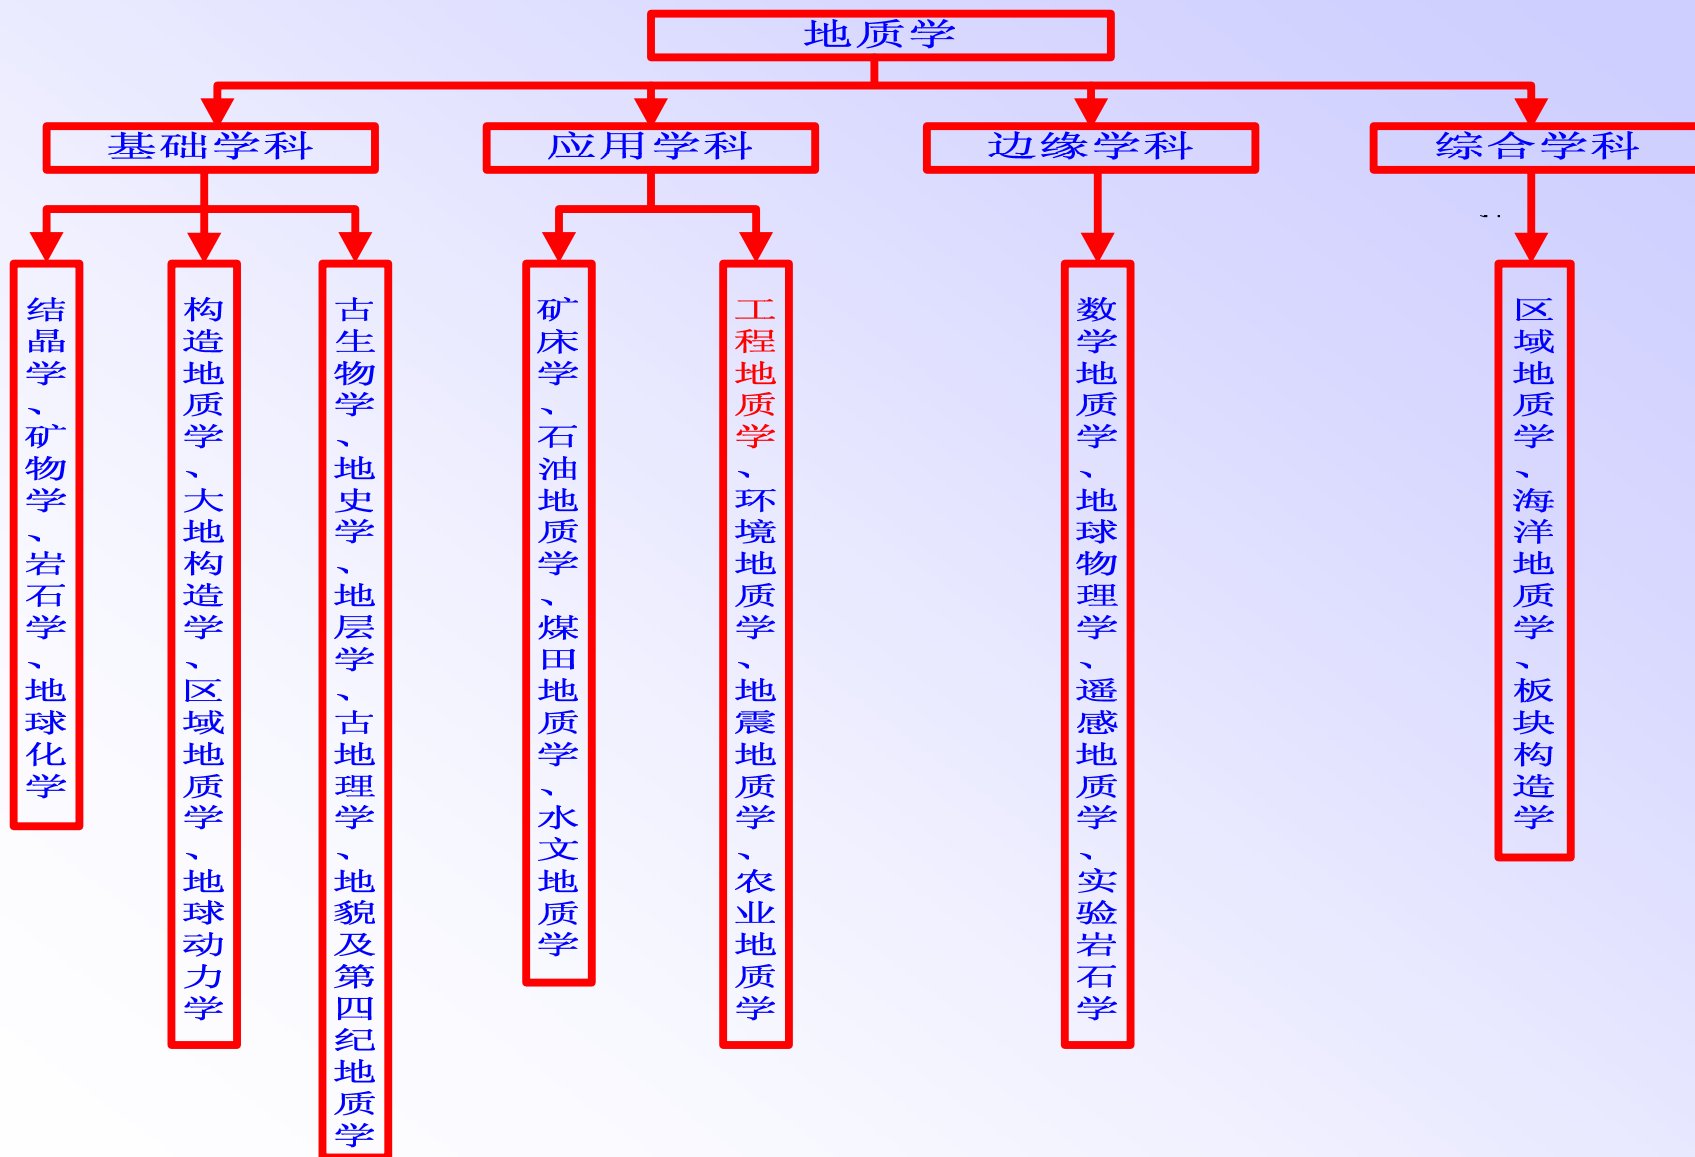 地质学
基础学科
应用学科
边缘学科
综合学科
结晶学、矿物学、岩石学、地球化学
构造地质学、大地构造学、区域地质学、地球动力学
古生物学、地史学、地层学、古地理学、地貌及第四纪地质学
矿床学、石油地质学、煤田地质学、水文地质学
工程地质学、环境地质学、地震地质学、农业地质学
数学地质学、地球物理学、遥感地质学、实验岩石学
区域地质学、海洋地质学、板块构造学